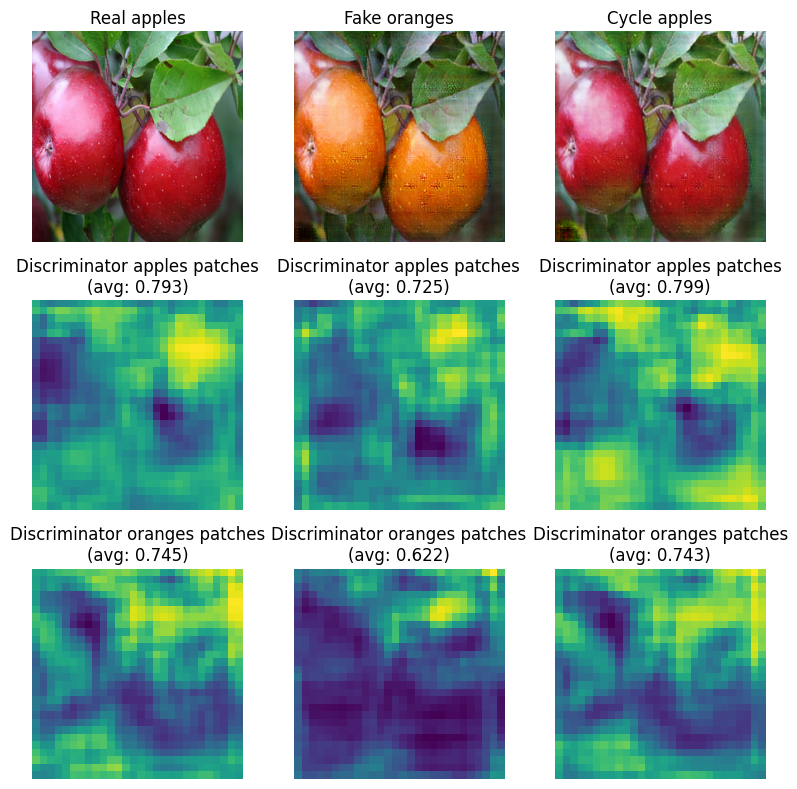 Real apples
Fake oranges
Cycle apples
Discriminator apples patches
(avg: 0.793)
Discriminator apples patches
(avg: 0.725)
Discriminator apples patches
(avg: 0.799)
Discriminator oranges patches
(avg: 0.745)
Discriminator oranges patches
(avg: 0.622)
Discriminator oranges patches
(avg: 0.743)